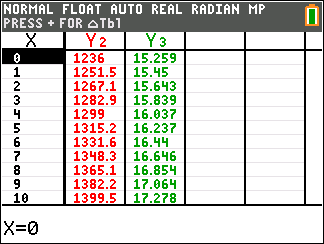 NORMAL FLOAT AUTO REAL RADIAN MP
PRESS + FOR △Tbl
X Y2 Y3
0 1236 15.259
1 1251.5 15.45
2 1267.1 15.643
3 1282.9 15.839
4 1299 16.037
5 1315.2 16.237
6 1331.6 16.44
7 1348.3 16.646
8 1365.1 16.854
9 1382.2 17.064
10 1399.5 17.278
X=0